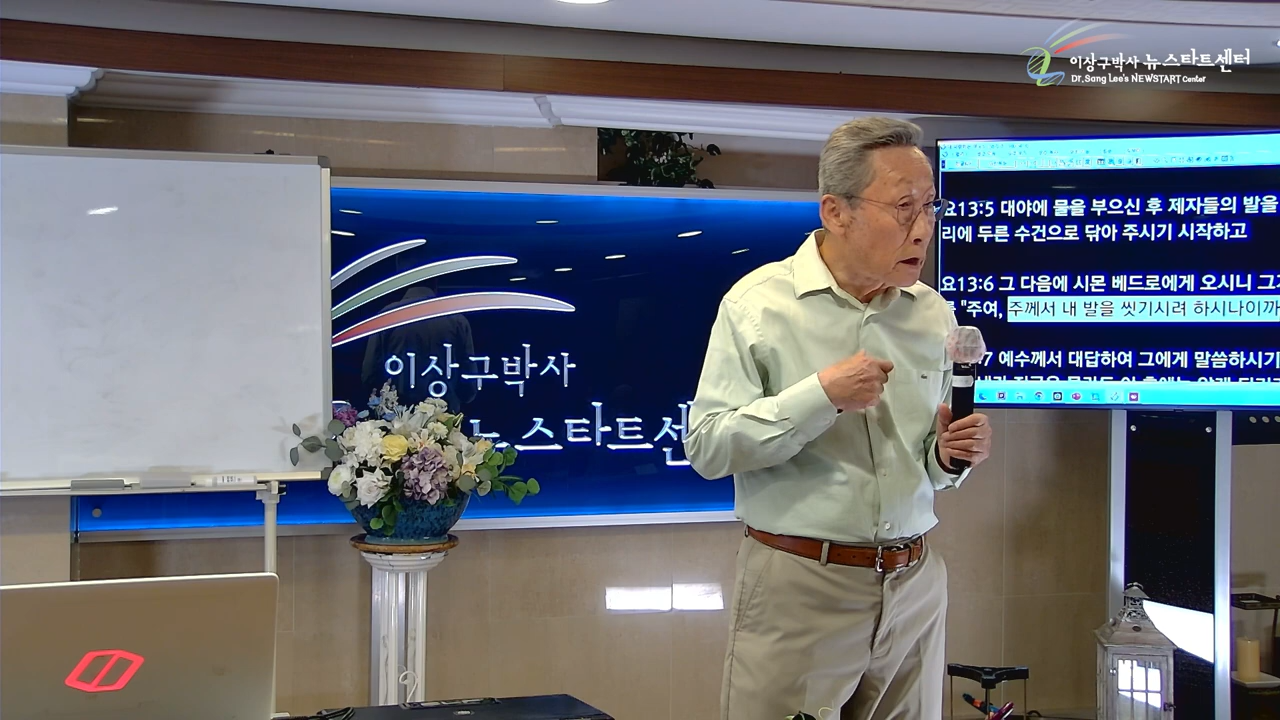 이상구박사 뉴스타트센터
Dr. Sang Lee's NEWSTART Center
요13:5 대야에 물을 부으신 후 제자들의 발을
리에 두른 수건으로 닦아 주시기 시작하고
요13:6 그 다음에 시몬 베드로에게 오시니 그가
"주여, 주께서 내 발을 씻기시려 하시나이까
7 예수께서 대답하여 그에게 말씀하시기
이상구박사
뉴스타트센